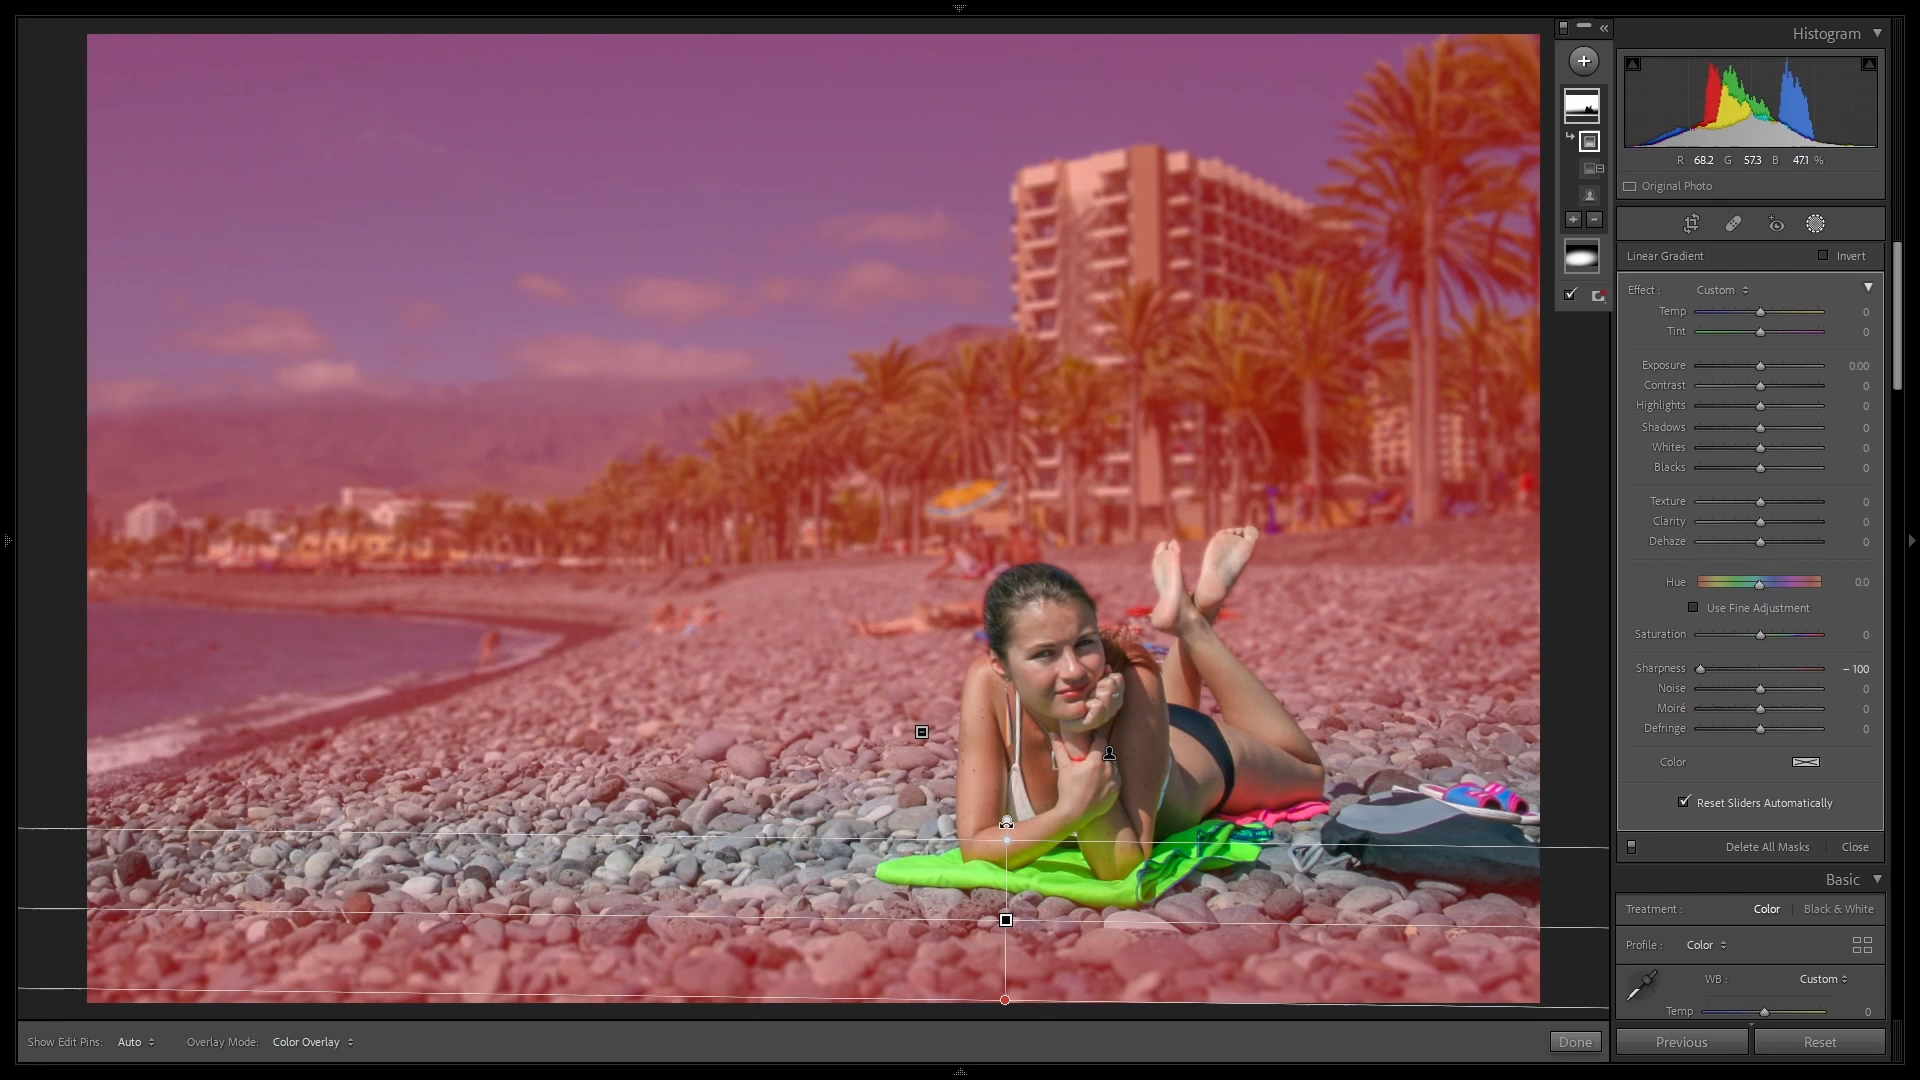 Histogram
R 68.2 G 57.3 B 47.1 %
Original Photo
Linear Gradient Invert
Effect : Custom
Temp 0
Tint 0
Exposure 0.00
Contrast 0
Highlights 0
Shadows 0
Whites 0
Blacks 0
Texture 0
Clarity 0
Dehaze 0
Hue 0.0
Use Fine Adjustment
Saturation 0
Sharpness – 100
Noise 0
Moiré 0
Defringe 0
Color
Reset Sliders Automatically
Delete All Masks Close
Basic
Treatment : Color Black & White
Profile : Color
WB : Custom
Temp 0
Show Edit Pins: Auto Overlay Mode: Color Overlay Done Previous Reset